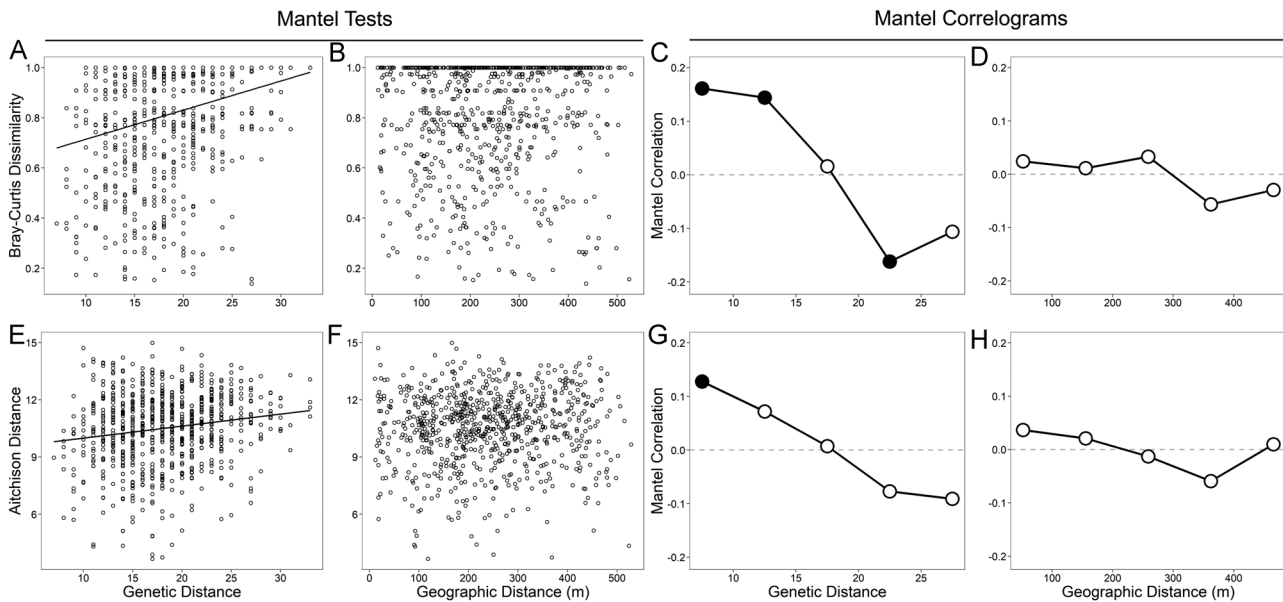 Mantel Tests
Mantel Correlograms
A
B
C
D
Bray-Curtis Dissimilarity
1.0
0.8
0.6
0.4
0.2
10 15 20 25 30
1.0
0.8
0.6
0.4
0.2
0 100 200 300 400 500
Mantel Correlation
0.2
0.1
0.0
-0.1
-0.2
10 15 20 25
0.2
0.1
0.0
-0.1
-0.2
100 200 300 400
E
F
G
H
Aitchison Distance
15
12
9
6
10 15 20 25 30
Genetic Distance
15
12
9
6
0 100 200 300 400 500
Geographic Distance (m)
Mantel Correlation
0.2
0.1
0.0
-0.1
-0.2
10 15 20 25
Genetic Distance
0.2
0.1
0.0
-0.1
-0.2
100 200 300 400
Geographic Distance (m)